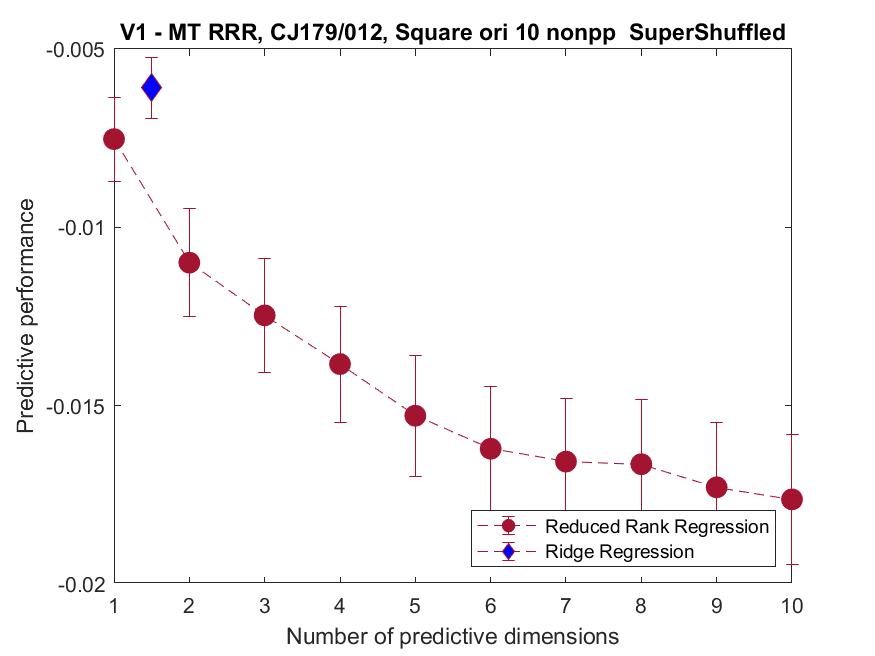 V1 - MT RRR, CJ179/012, Square ori 10 nonpp  SuperShuffled
-0.005
-0.01
-0.015
-0.02
Predictive performance
Reduced Rank Regression
Ridge Regression
1 2 3 4 5 6 7 8 9 10
Number of predictive dimensions